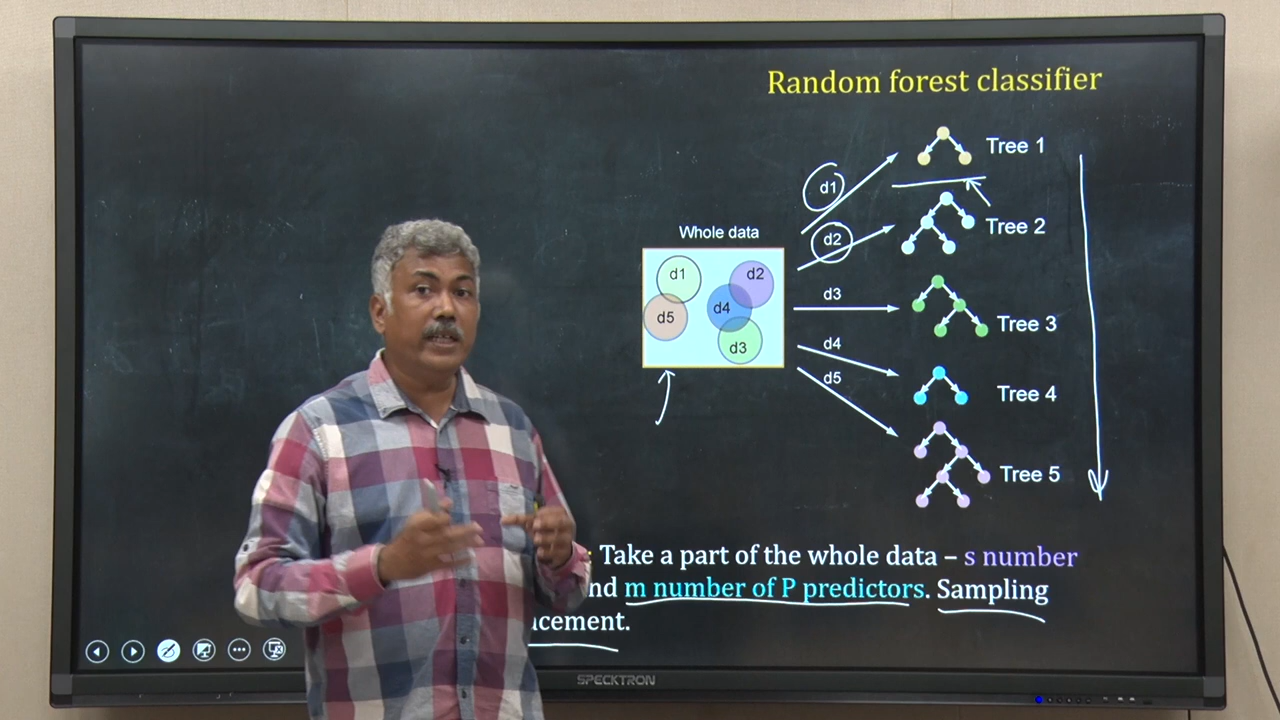 Random forest classifier
Tree 1
d1
Tree 2
d2
Whole data
d1
d2
d5
d4
d3
d3
Tree 3
d4
d5
Tree 4
Tree 5
: Take a part of the whole data – s number
nd m number of P predictors. Sampling
acement.
SPECKTRON